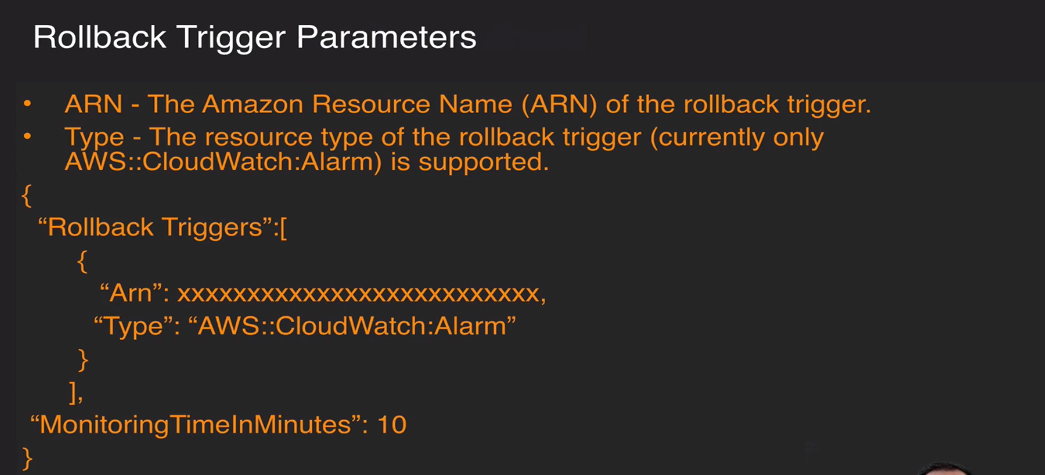 Rollback Trigger Parameters
• ARN - The Amazon Resource Name (ARN) of the rollback trigger.
• Type - The resource type of the rollback trigger (currently only
AWS::CloudWatch:Alarm) is supported.
{
“Rollback Triggers”:[
{
“Arn”: xxxxxxxxxxxxxxxxxxxxxxxxxx,
“Type”: “AWS::CloudWatch:Alarm”
}
],
“MonitoringTimeInMinutes”: 10
}